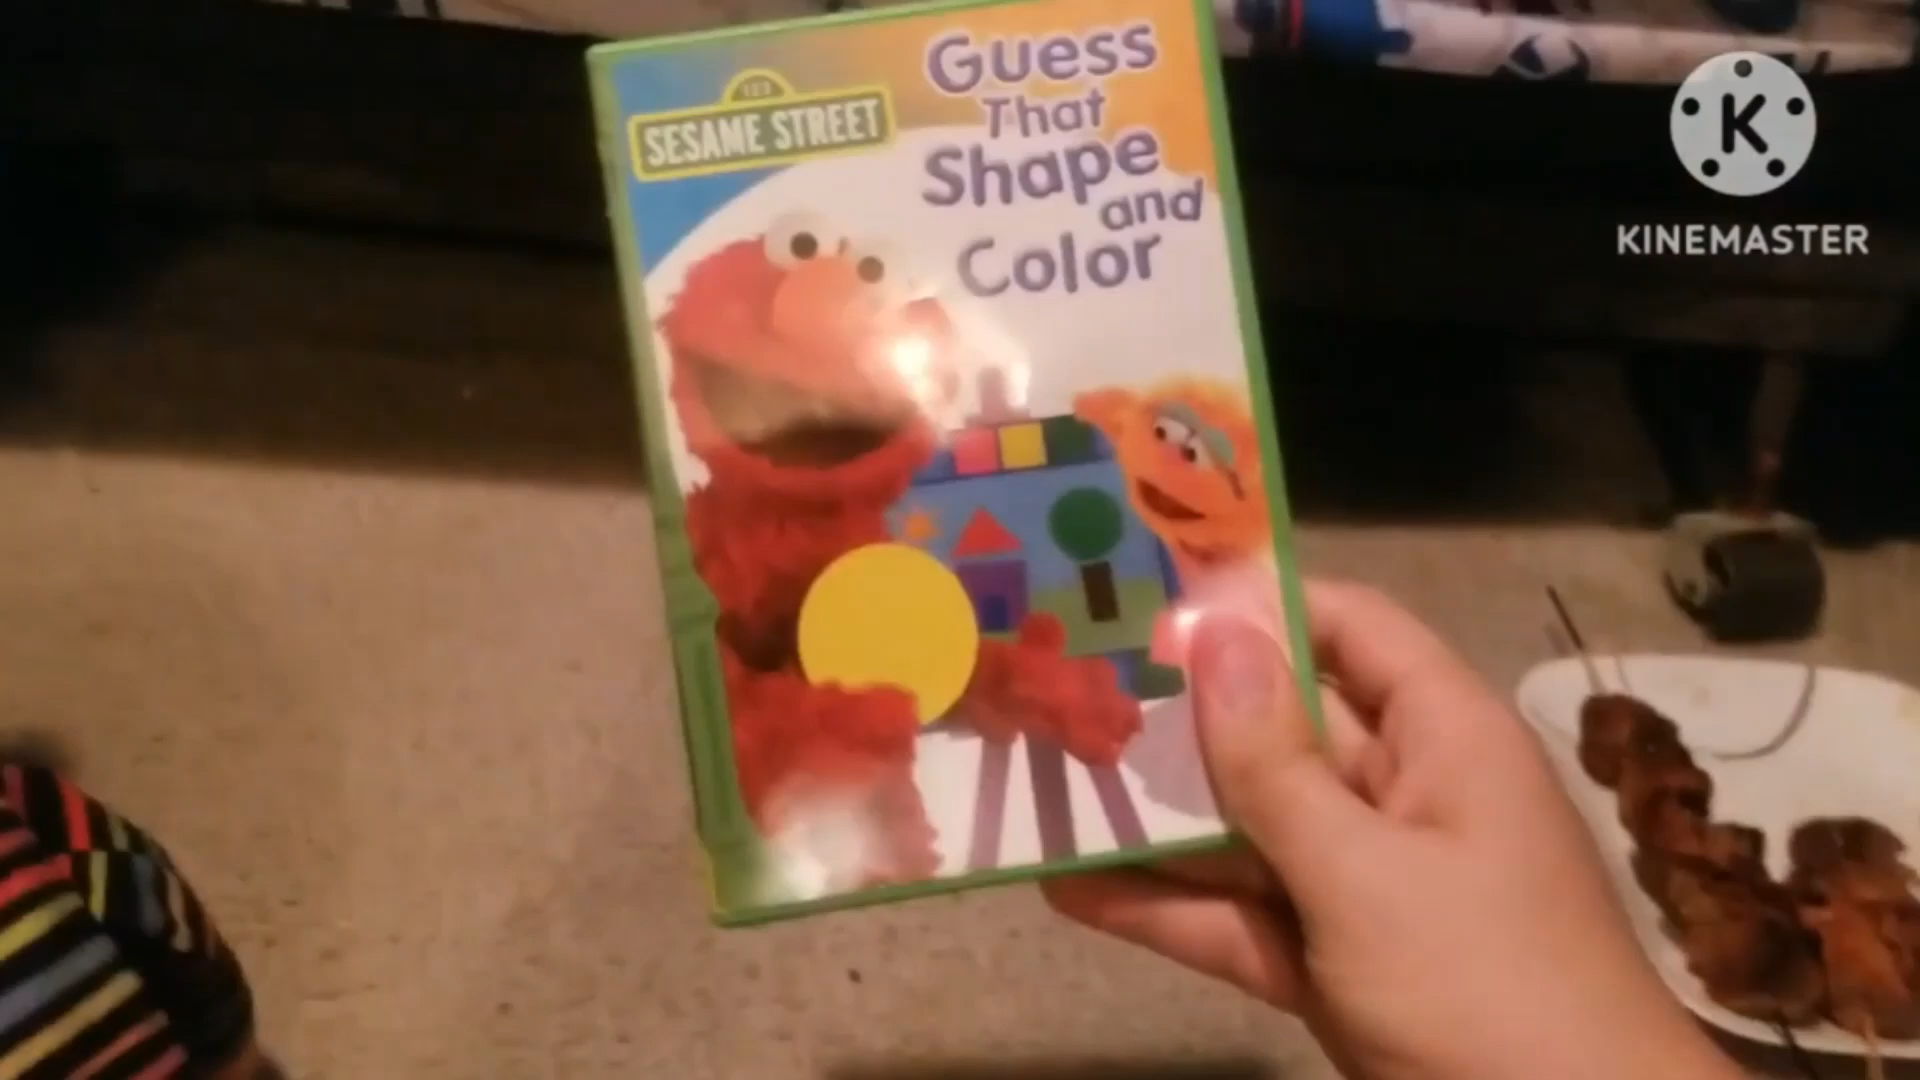 123
SESAME STREET
Guess
That
Shape
and
Color
K
KINEMASTER